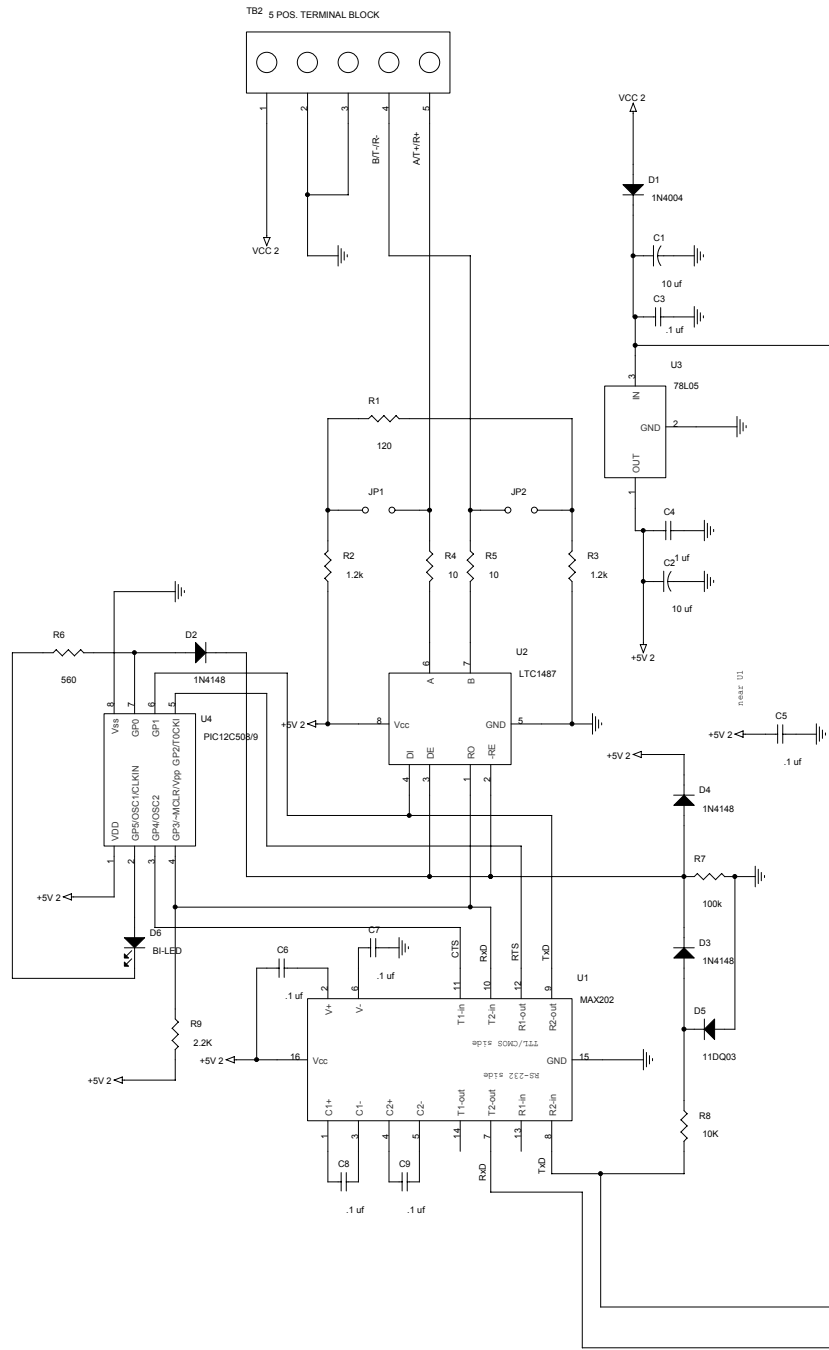 TB2 5 POS. TERMINAL BLOCK
1
2
3
4
5
B/T-/R-
A/T+/R+
VCC 2
VCC 2
D1
1N4004
C1
10 uf
C3
.1 uf
3
U3
78L05
IN
GND
2
OUT
1
C4
.1 uf
C2
10 uf
+5V 2
R1
120
JP1
JP2
R2
1.2k
R4
10
R5
10
R3
1.2k
6
7
U2
LTC1487
A
B
+5V 2
8
Vcc
GND
5
DI
DE
RO
-RE
4
3
1
2
R6
560
D2
1N4148
8
7
6
5
U4
PIC12C508/9
Vss
GP0
GP1
GP2/T0CKI
VDD
GP5/OSC1/CLKIN
GP4/OSC2
GP3/~MCLR/Vpp
1
2
3
4
+5V 2
D6
BI-LED
R9
2.2K
+5V 2
near U1
+5V 2
C5
.1 uf
+5V 2
D4
1N4148
R7
100k
D3
1N4148
D5
11DQ03
R8
10K
C6
.1 uf
C7
.1 uf
CTS
RxD
RTS
TxD
2
6
11
10
12
9
U1
MAX202
V+
V-
T1-in
T2-in
R1-out
R2-out
TTL/CMOS side
+5V 2
16
Vcc
GND
15
RS-232 side
C1+
C1-
C2+
C2-
T1-out
T2-out
R1-in
R2-in
1
3
4
5
14
7
13
8
C8
.1 uf
C9
.1 uf
RxD
TxD